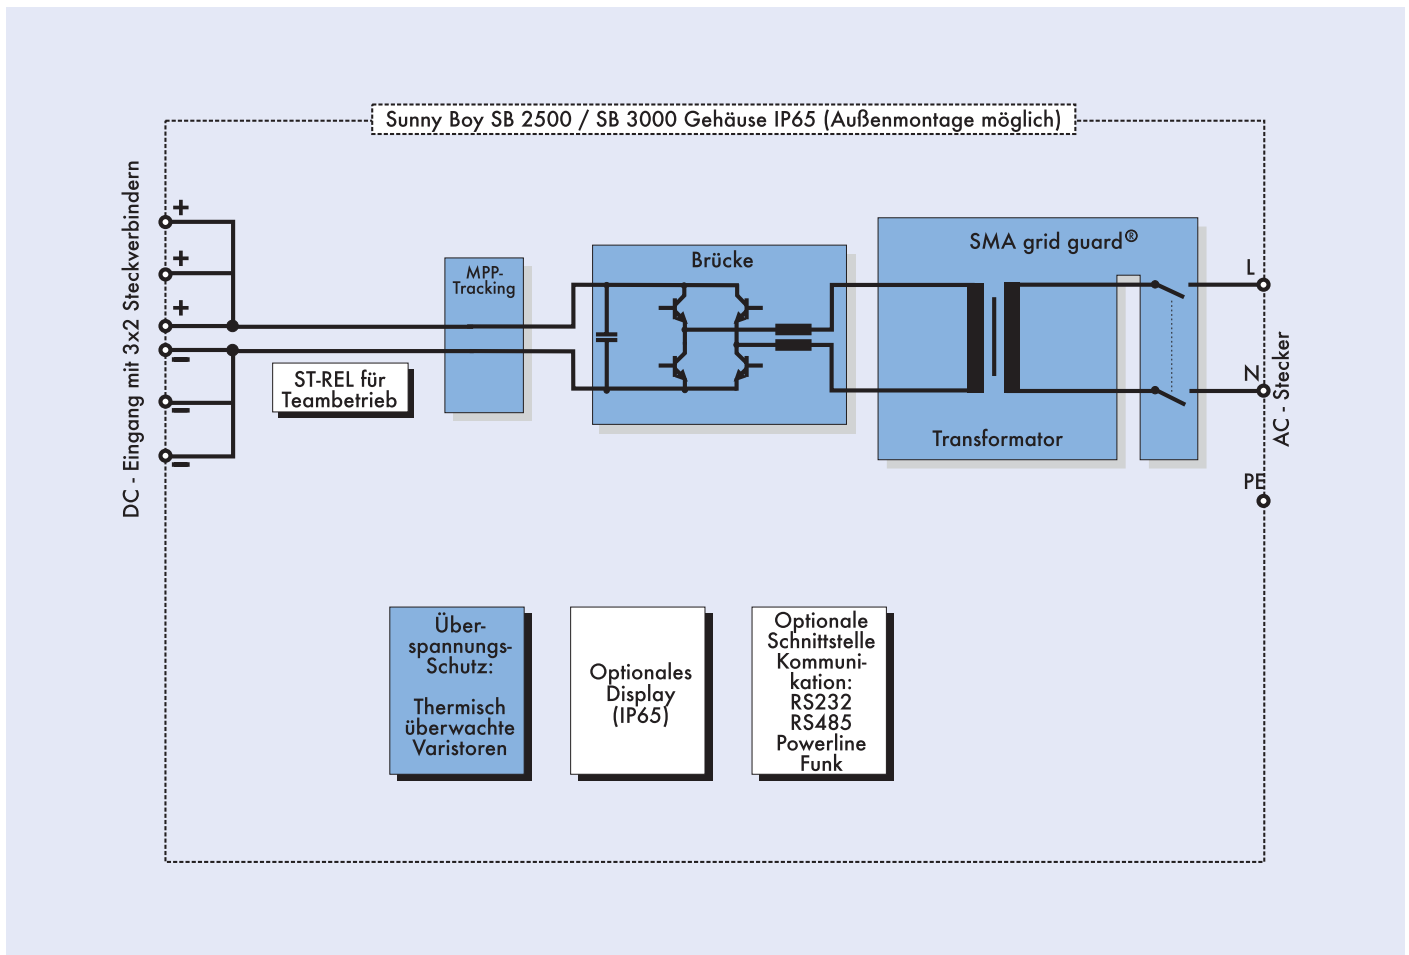 Sunny Boy SB 2500 / SB 3000 Gehäuse IP65 (Außenmontage möglich)
DC - Eingang mit 3x2 Steckverbindern
+
+
+
−
−
−
ST-REL für
Teambetrieb
MPP-
Tracking
Brücke
SMA grid guard®
Transformator
L
N
AC - Stecker
PE
Über-
spannungs-
Schutz:
Thermisch
überwachte
Varistoren
Optionales
Display
(IP65)
Optionale
Schnittstelle
Kommuni-
kation:
RS232
RS485
Powerline
Funk